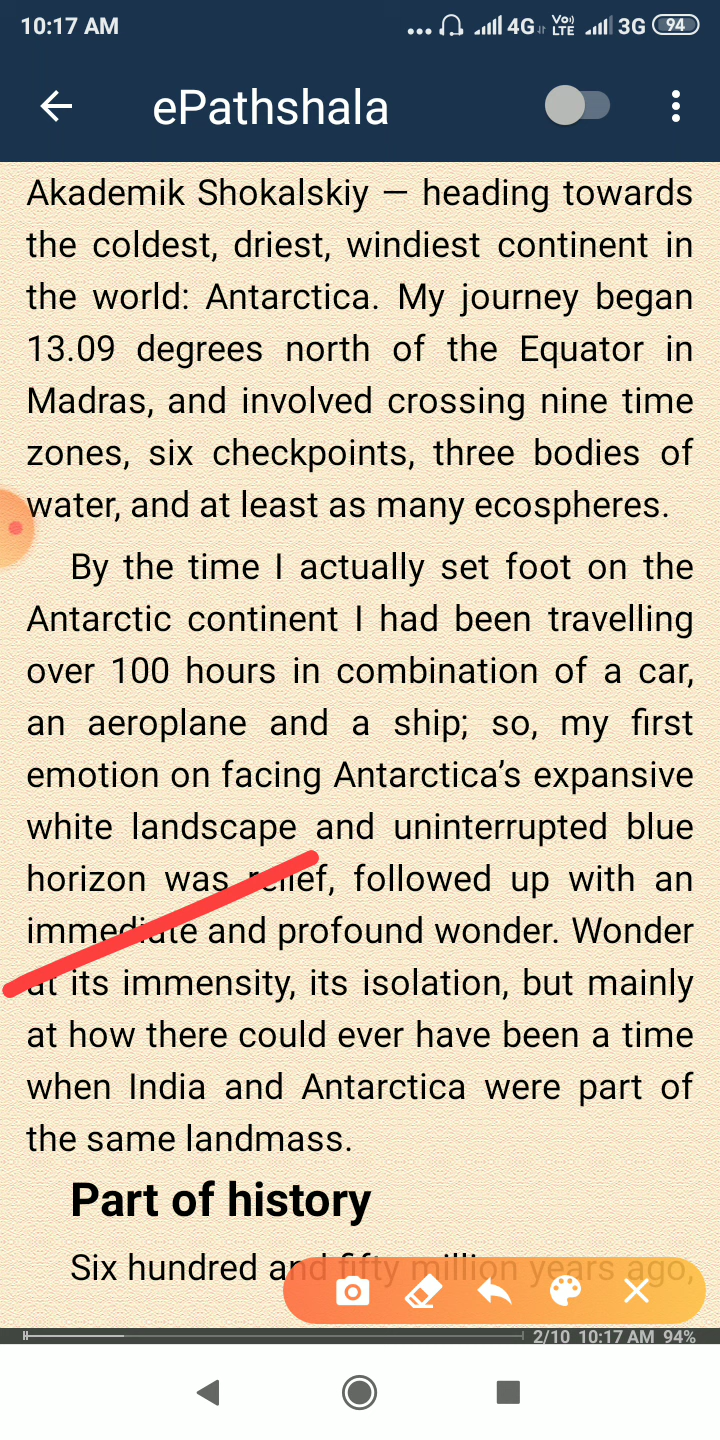 10:17 AM
4G Vo) LTE 3G 94
ePathshala
Akademik Shokalskiy — heading towards
the coldest, driest, windiest continent in
the world: Antarctica. My journey began
13.09 degrees north of the Equator in
Madras, and involved crossing nine time
zones, six checkpoints, three bodies of
water, and at least as many ecospheres.
By the time I actually set foot on the
Antarctic continent I had been travelling
over 100 hours in combination of a car,
an aeroplane and a ship; so, my first
emotion on facing Antarctica’s expansive
white landscape and uninterrupted blue
horizon was relief, followed up with an
immediate and profound wonder. Wonder
at its immensity, its isolation, but mainly
at how there could ever have been a time
when India and Antarctica were part of
the same landmass.
Part of history
Six hundred and fifty million years ago,
2/10 10:17 AM 94%